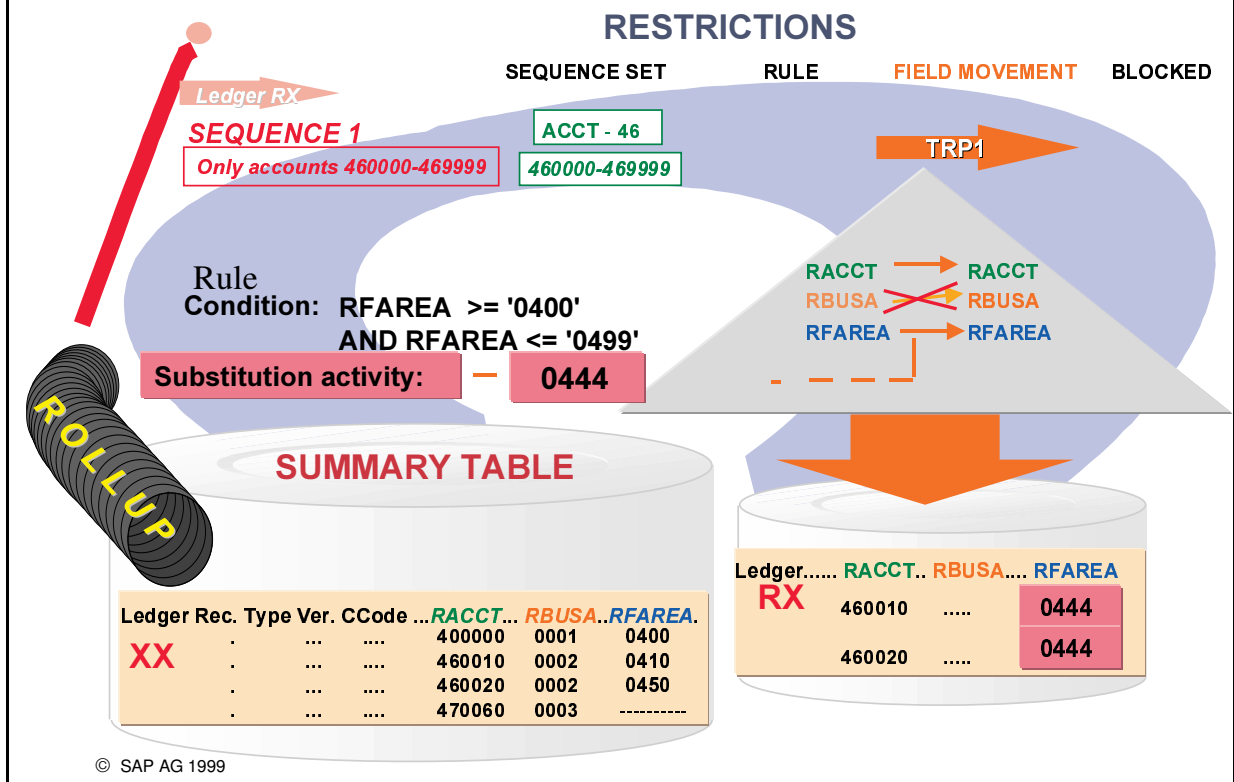 RESTRICTIONS
SEQUENCE SET RULE FIELD MOVEMENT BLOCKED
Ledger RX
SEQUENCE 1
Only accounts 460000-469999
ACCT - 46
460000-469999
TRP1
RACCT RACCT
RBUSA RBUSA
RFAREA RFAREA
Rule
Condition: RFAREA >= '0400'
AND RFAREA <= '0499'
Substitution activity: 0444
ROLLUP
SUMMARY TABLE
Ledger Rec. Type Ver. CCode ...RACCT... RBUSA..RFAREA.
XX
. ... .... 400000 0001 0400
. ... .... 460010 0002 0410
. ... .... 460020 0002 0450
. ... .... 470060 0003 ----------
Ledger...... RACCT.. RBUSA.... RFAREA
RX
460010 ..... 0444
460020 ..... 0444
© SAP AG 1999